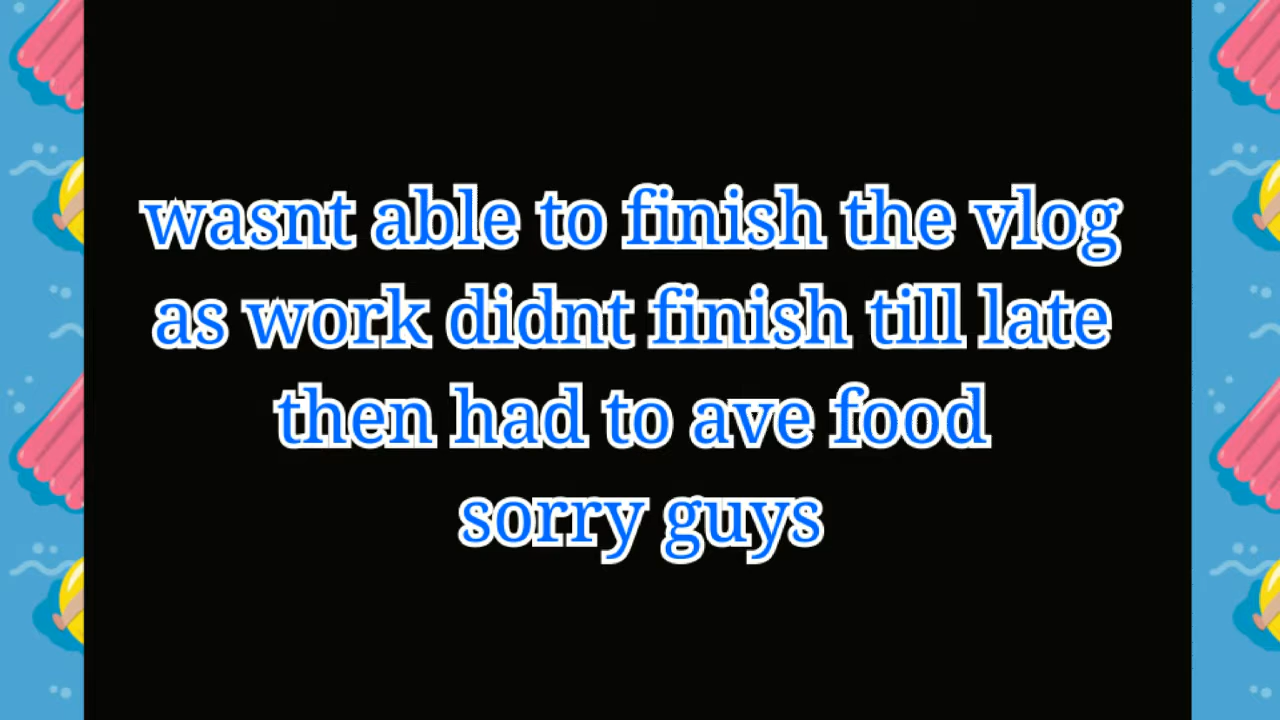 wasnt able to finish the vlog
as work didnt finish till late
then had to ave food
sorry guys